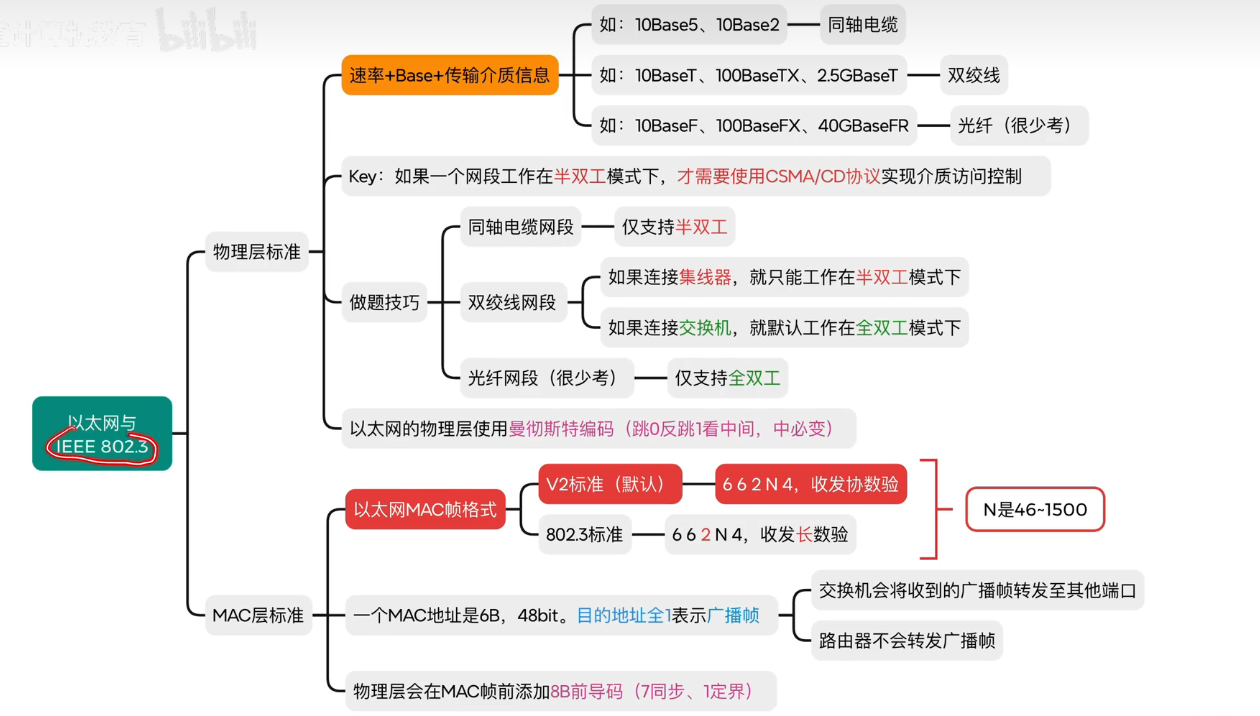 计算机教育 bilibili
如：10Base5、10Base2
同轴电缆
速率+Base+传输介质信息
如：10BaseT、100BaseTX、2.5GBaseT
双绞线
如：10BaseF、100BaseFX、40GBaseFR
光纤（很少考）
Key：如果一个网段工作在半双工模式下，才需要使用CSMA/CD协议实现介质访问控制
物理层标准
做题技巧
同轴电缆网段
仅支持半双工
双绞线网段
如果连接集线器，就只能工作在半双工模式下
如果连接交换机，就默认工作在全双工模式下
光纤网段（很少考）
仅支持全双工
以太网的物理层使用曼彻斯特编码（跳0反跳1看中间，中必变）
以太网与
IEEE 802.3
以太网MAC帧格式
V2标准（默认）
6 6 2 N 4，收发协数验
802.3标准
6 6 2 N 4，收发长数验
N是46~1500
MAC层标准
一个MAC地址是6B，48bit。目的地址全1表示广播帧
交换机会将收到的广播帧转发至其他端口
路由器不会转发广播帧
物理层会在MAC帧前添加8B前导码（7同步、1定界）